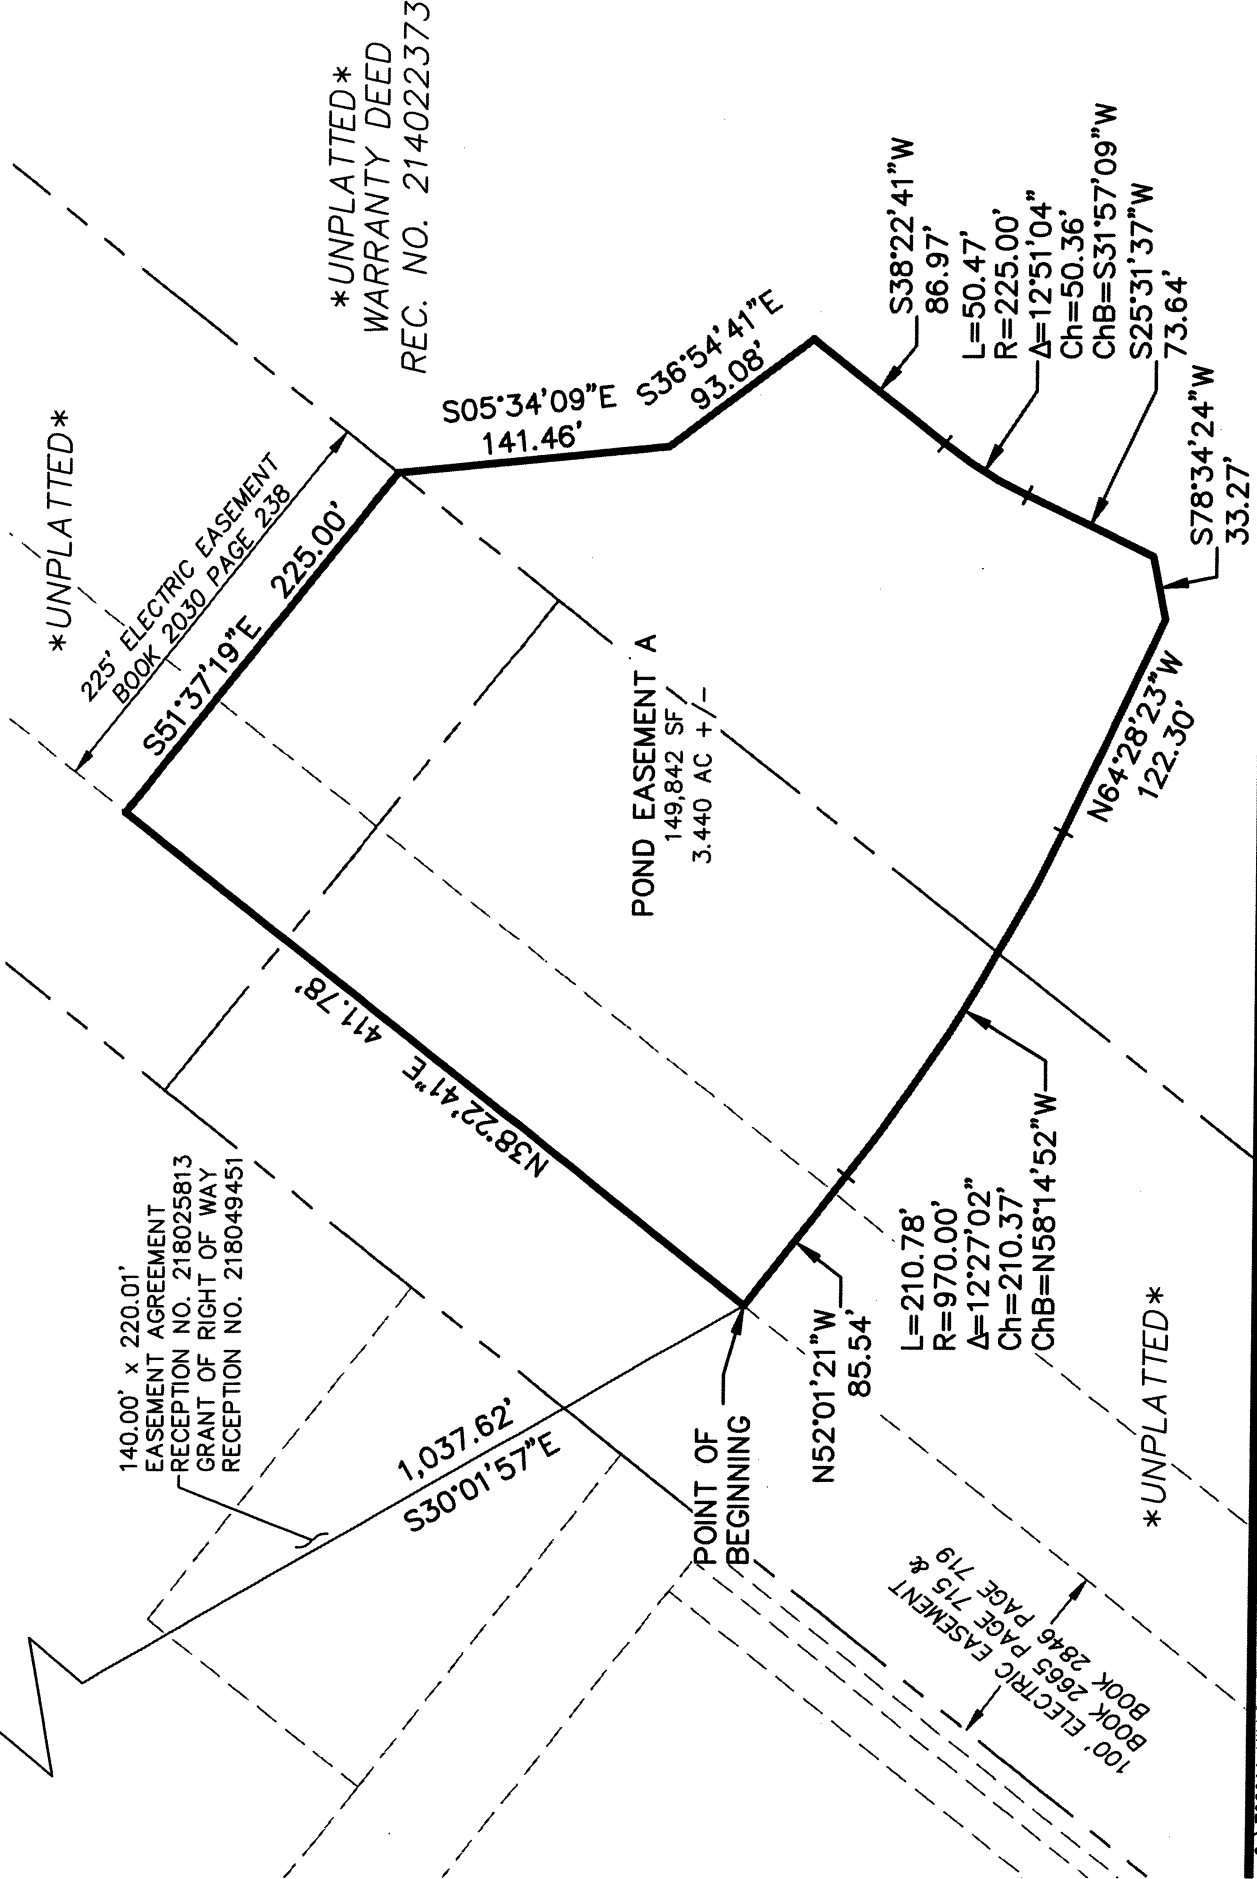 *UNPLATTED*
WARRANTY DEED
REC. NO. 214022373
*UNPLATTED*
225' ELECTRIC EASEMENT
BOOK 2030 PAGE 238
S51°37'19"E 225.00'
S05°34'09"E
141.46'
S36°54'41"E
93.08'
S38°22'41"W
86.97'
L=50.47'
R=225.00'
Δ=12°51'04"
Ch=50.36'
ChB=S31°57'09"W
S25°31'37"W
73.64'
S78°34'24"W
33.27'
N64°28'23"W
122.30'
POND EASEMENT A
149,842 SF
3.440 AC +/-
N38°22'41"E 411.78'
140.00' x 220.01'
EASEMENT AGREEMENT
RECEPTION NO. 218025813
GRANT OF RIGHT OF WAY
RECEPTION NO. 218049451
1,037.62'
S30°01'57"E
POINT OF
BEGINNING
N52°01'21"W
85.54'
L=210.78'
R=970.00'
Δ=12°27'02"
Ch=210.37'
ChB=N58°14'52"W
*UNPLATTED*
100' ELECTRIC EASEMENT
BOOK 2665 PAGE 715 &
BOOK 2846 PAGE 719